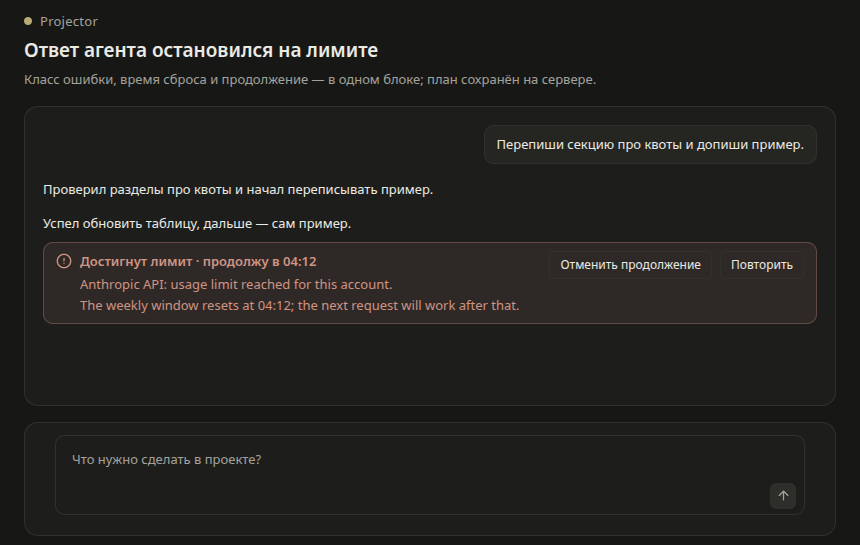 Projector
Ответ агента остановился на лимите
Класс ошибки, время сброса и продолжение — в одном блоке; план сохранён на сервере.
Перепиши секцию про квоты и допиши пример.
Проверил разделы про квоты и начал переписывать пример.
Успел обновить таблицу, дальше — сам пример.
Достигнут лимит · продолжу в 04:12
Отменить продолжение
Повторить
Anthropic API: usage limit reached for this account.
The weekly window resets at 04:12; the next request will work after that.
Что нужно сделать в проекте?